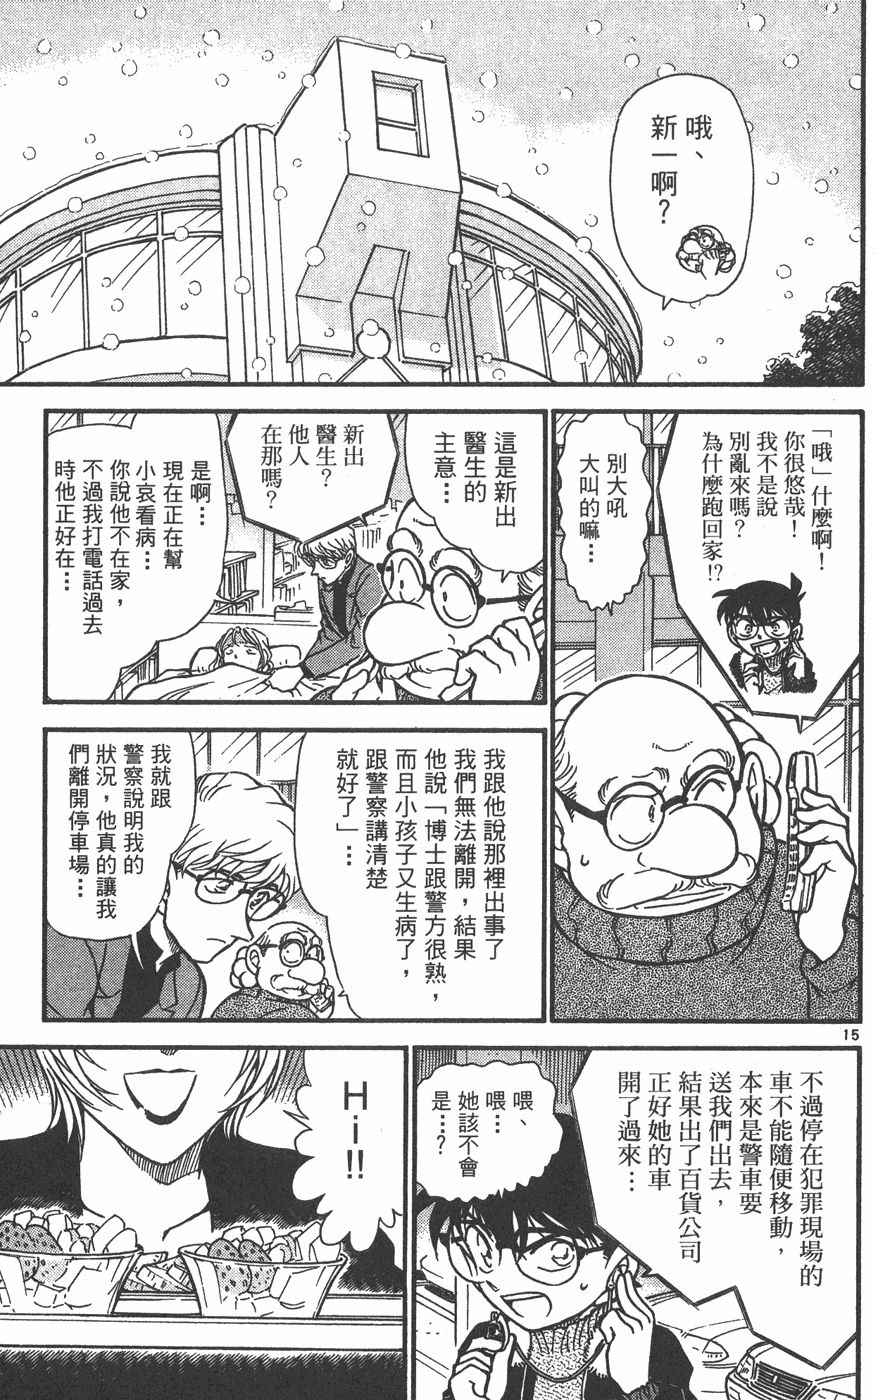 哦、
新一啊？
「哦」什麼啊！
你很悠哉！
我不是說
別亂來嗎？
為什麼跑回家!?
別大吼
大叫的嘛…
這是新出
醫生的
主意…
新出
醫生？
他人
在那嗎？
是啊…
現在正在幫
小哀看病…
你說他不在家，
不過我打電話過去
時他正好在…
我跟他說那裡出事了
我們無法離開，結果
他說「博士跟警方很熟，
而且小孩子又生病了，
跟警察講清楚
就好了」…
我就跟
警察說明我的
狀況，他真的讓我
們離開停車場…
15
不過停在犯罪現場的
車不能隨便移動，
本來是警車要
送我們出去，
結果出了百貨公司
正好她的車
開了過來…
喂、
喂…
她該不會
是…？
Hi!!